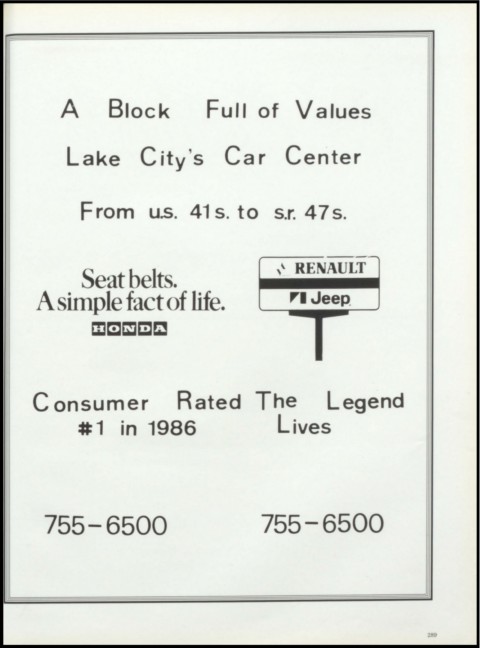 A Block Full of Values
Lake City's Car Center
From u.s. 41s. to s.r. 47s.
Seat belts.
A simple fact of life.
HONDA
RENAULT
Jeep
Consumer Rated
#1 in 1986
The Legend
Lives
755-6500
755-6500
289